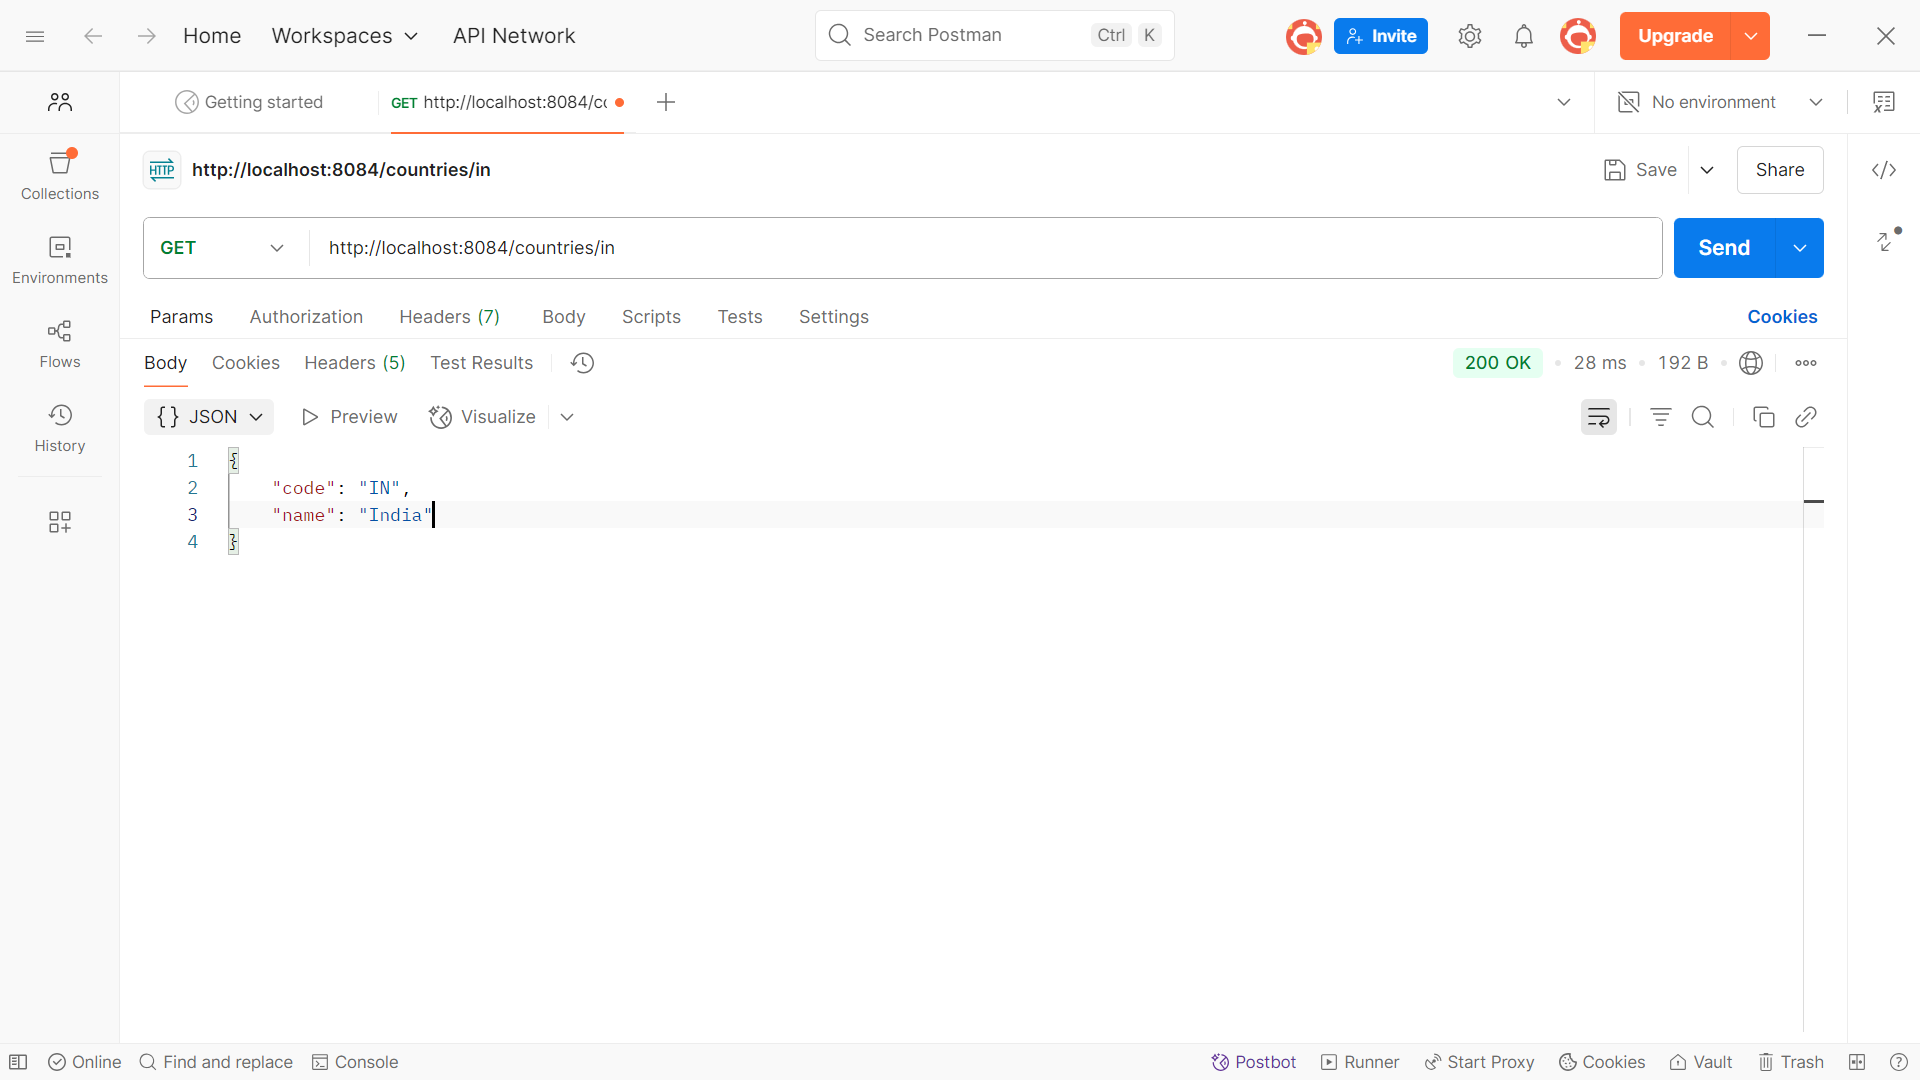 Home Workspaces API Network Search Postman Ctrl K Invite Upgrade
Getting started GET http://localhost:8084/cc No environment
HTTP http://localhost:8084/countries/in Save Share
Collections
GET http://localhost:8084/countries/in Send
Environments
Params Authorization Headers (7) Body Scripts Tests Settings Cookies
Flows
Body Cookies Headers (5) Test Results 200 OK 28 ms 192 B
{ } JSON Preview Visualize
History
1 {
2 "code": "IN",
3 "name": "India"
4 }
Online Find and replace Console Postbot Runner Start Proxy Cookies Vault Trash